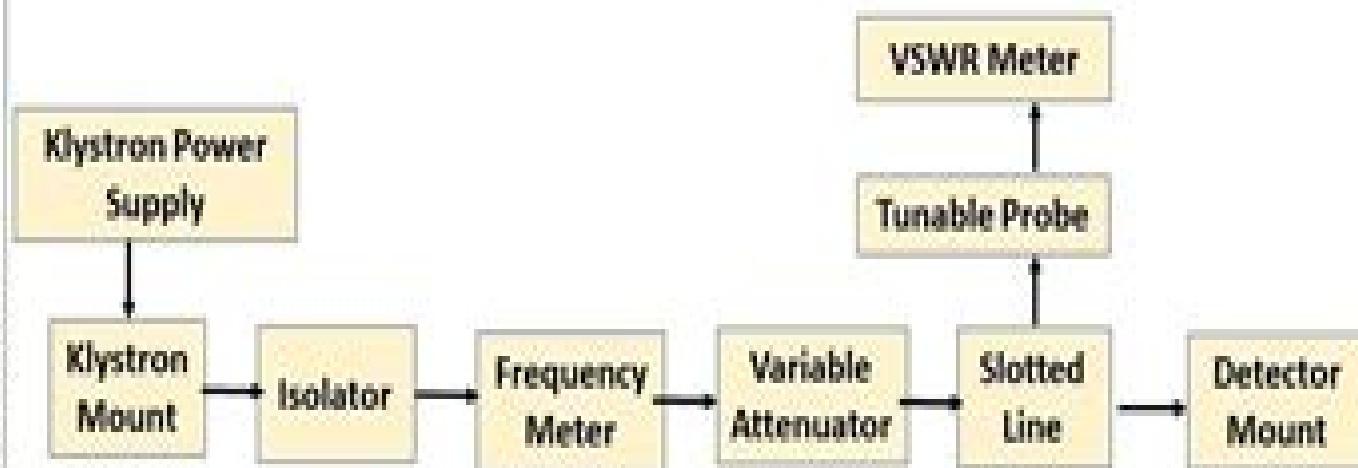 VSWR Meter
Klystron Power
Supply
Tunable Probe
Klystron
Mount
Isolator
Frequency
Meter
Variable
Attenuator
Slotted
Line
Detector
Mount